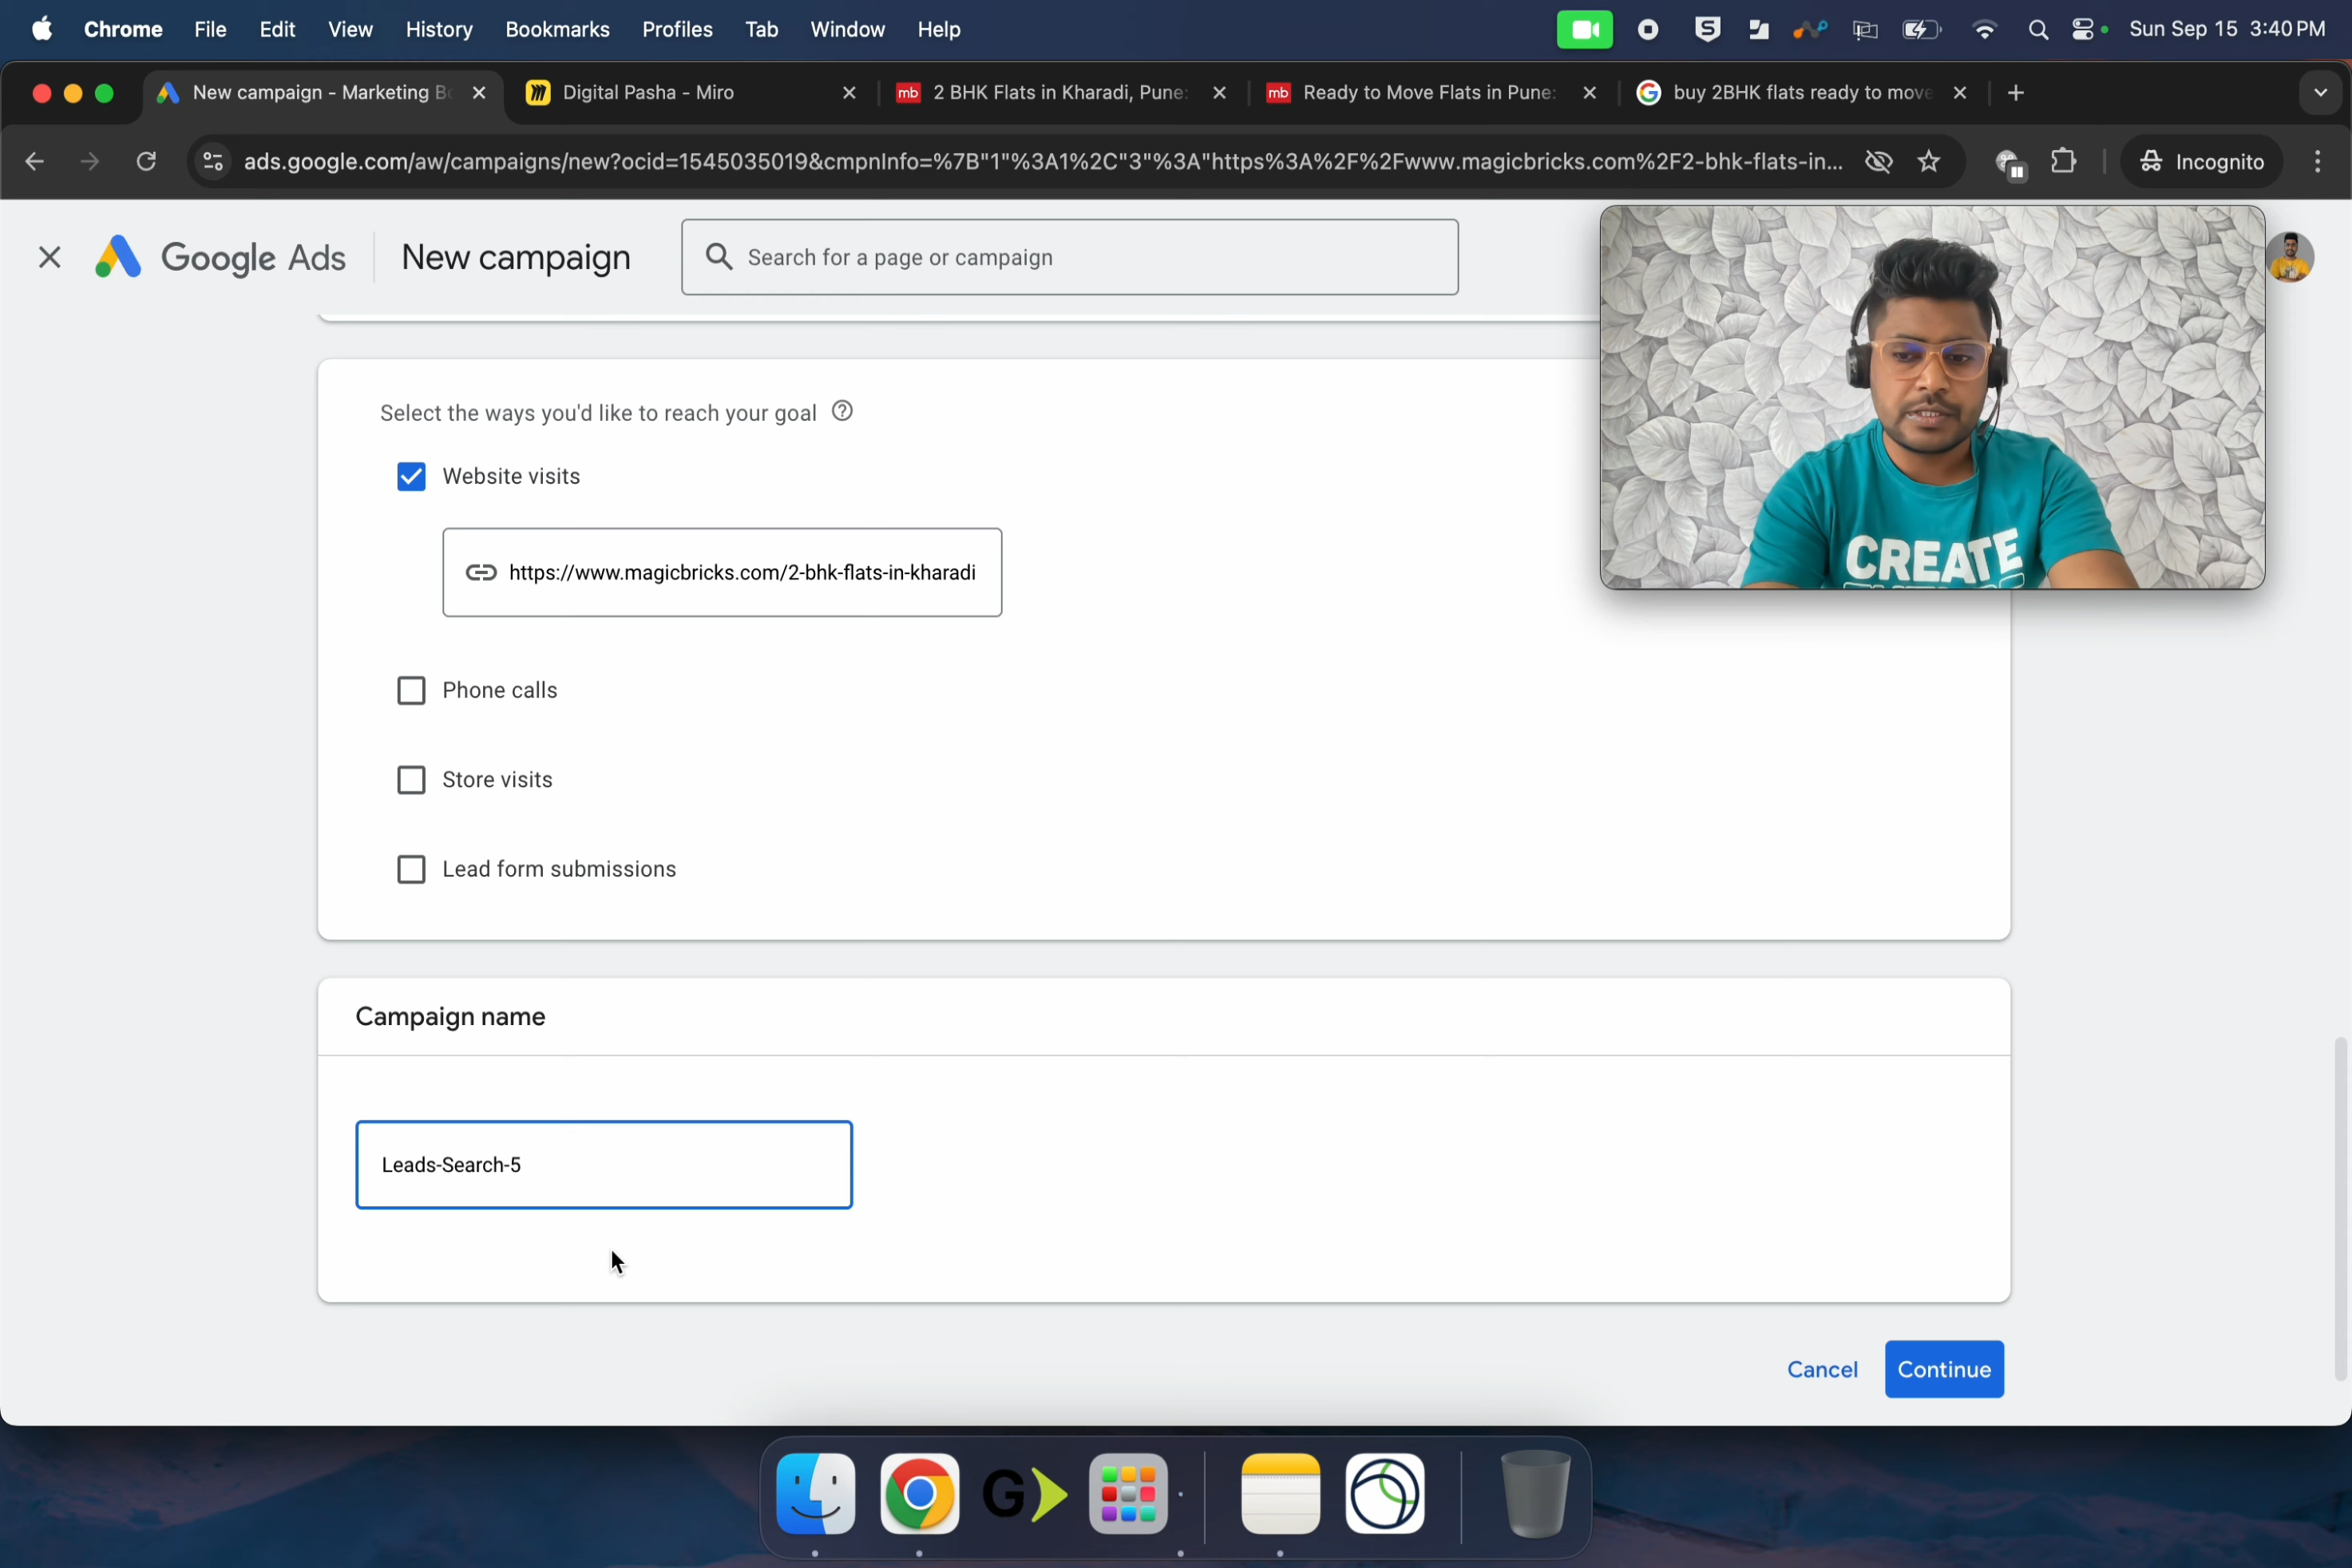 Chrome File Edit View History Bookmarks Profiles Tab Window Help Sun Sep 15 3:40 PM
New campaign - Marketing Bo Digital Pasha - Miro mb 2 BHK Flats in Kharadi, Pune: mb Ready to Move Flats in Pune: buy 2BHK flats ready to move
ads.google.com/aw/campaigns/new?ocid=1545035019&cmpnInfo=%7B"1"%3A1%2C"3"%3A"https%3A%2F%2Fwww.magicbricks.com%2F2-bhk-flats-in... Incognito
Google Ads New campaign Search for a page or campaign
Select the ways you'd like to reach your goal
Website visits
https://www.magicbricks.com/2-bhk-flats-in-kharadi
Phone calls
Store visits
Lead form submissions
CREATE
Campaign name
Leads-Search-5
Cancel Continue